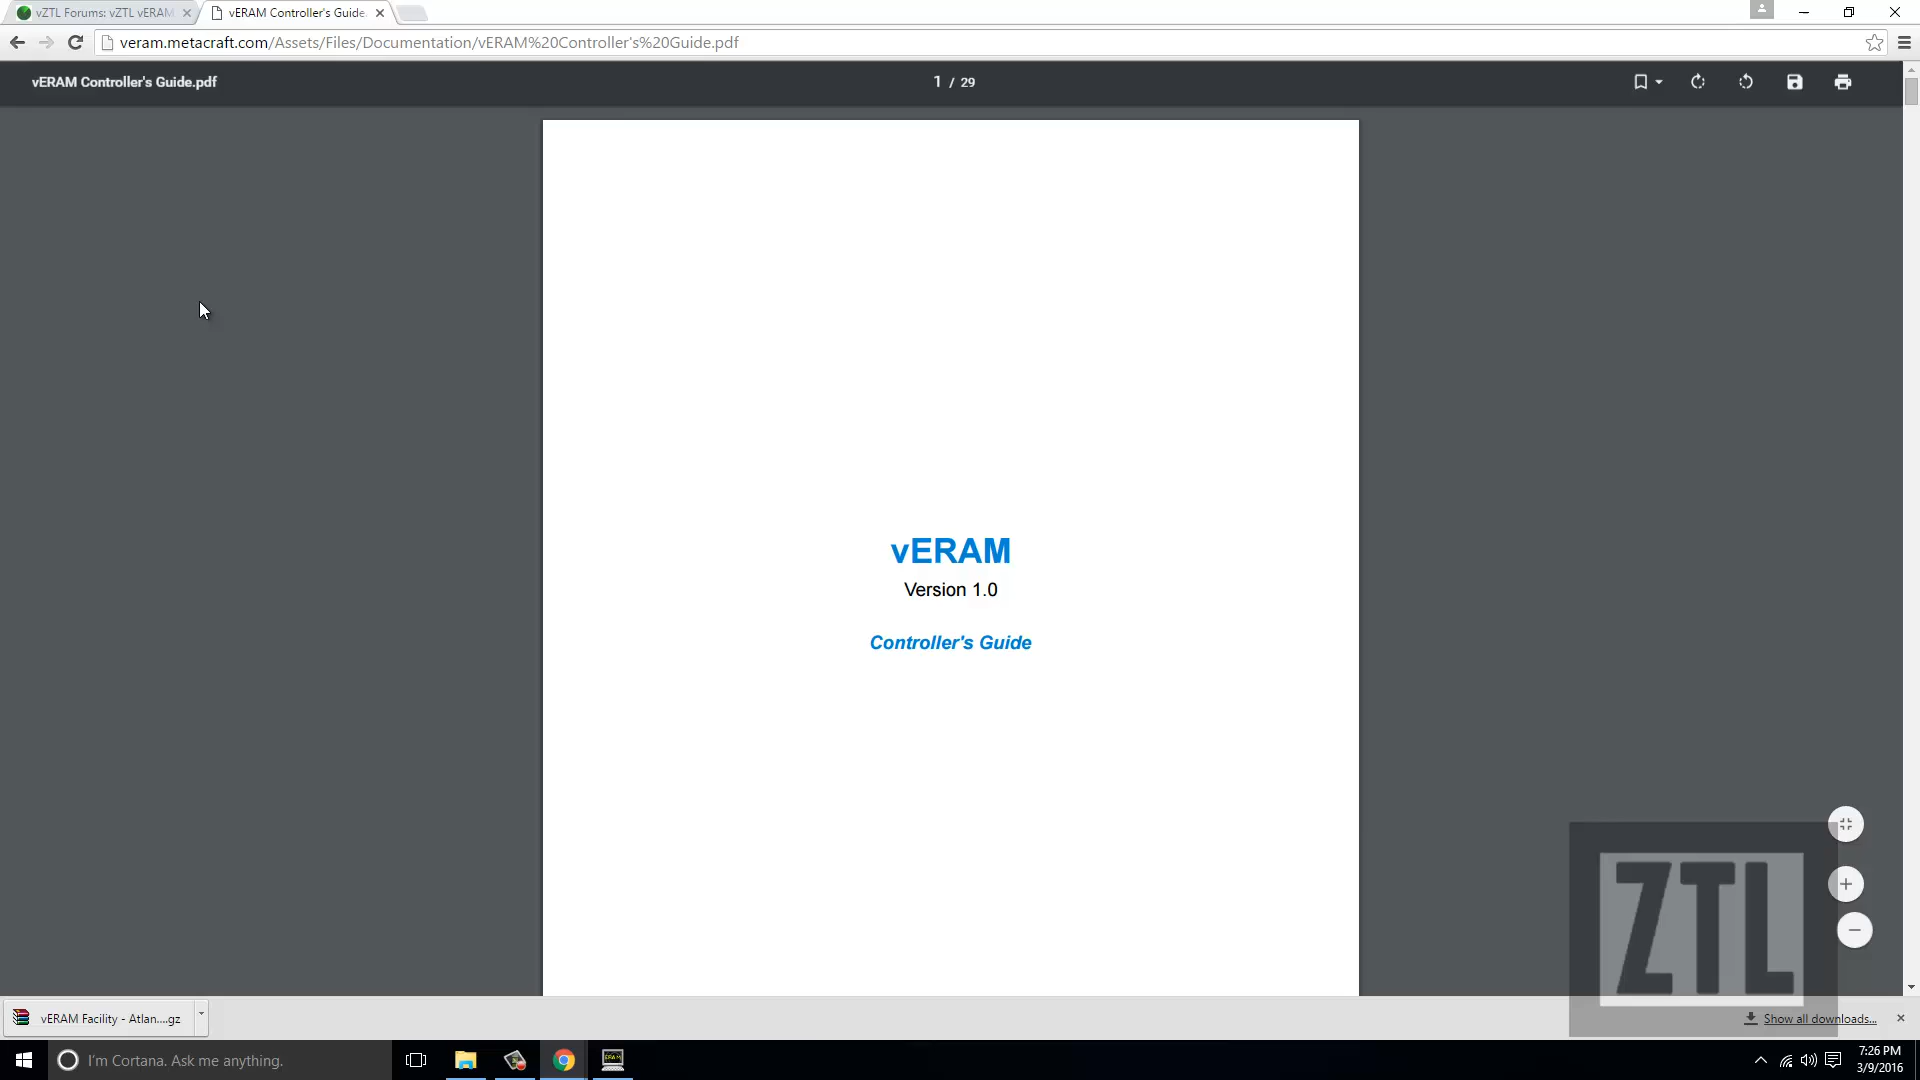 vZTL Forums: vZTL vERAM
vERAM Controller's Guide
veram.metacraft.com/Assets/Files/Documentation/vERAM%20Controller's%20Guide.pdf
vERAM Controller's Guide.pdf
1 / 29
vERAM
Version 1.0
Controller's Guide
ZTL
vERAM Facility - Atlan....gz
Show all downloads...
I'm Cortana. Ask me anything.
ERAM
7:26 PM
3/9/2016